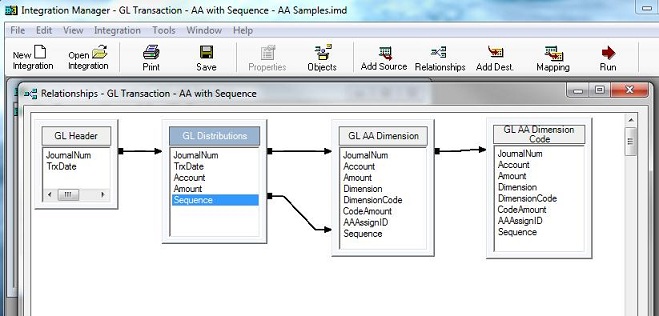 Integration Manager - GL Transaction - AA with Sequence - AA Samples.imd
File Edit View Integration Tools Window Help
New Integration
Open Integration
Print
Save
Properties
Objects
Add Source
Relationships
Add Dest.
Mapping
Run
Relationships - GL Transaction - AA with Sequence
GL Header
JournalNum
TrxDate
GL Distributions
JournalNum
TrxDate
Account
Amount
Sequence
GL AA Dimension
JournalNum
Account
Amount
Dimension
DimensionCode
CodeAmount
AAAssignID
Sequence
GL AA Dimension
Code
JournalNum
Account
Amount
Dimension
DimensionCode
CodeAmount
AAAssignID
Sequence